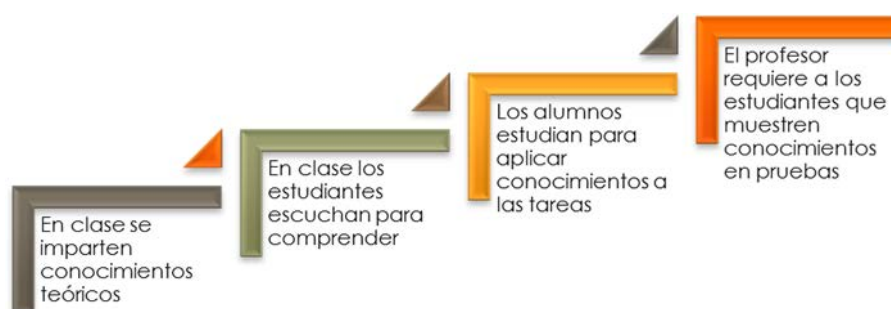 En clase se
imparten
conocimientos
teóricos
En clase los
estudiantes
escuchan para
comprender
Los alumnos
estudian para
aplicar
conocimientos a
las tareas
El profesor
requiere a los
estudiantes que
muestren
conocimientos
en pruebas